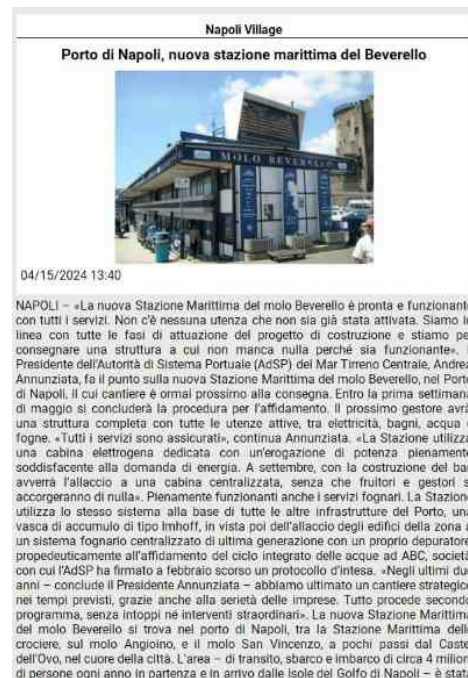 Napoli Village
Porto di Napoli, nuova stazione marittima del Beverello
MOLO BEVERELLO
04/15/2024 13:40
NAPOLI – «La nuova Stazione Marittima del molo Beverello è pronta e funzionante
con tutti i servizi. Non c'è nessuna utenza che non sia già stata attivata. Siamo in
linea con tutte le fasi di attuazione del progetto di costruzione e stiamo per
consegnare una struttura a cui non manca nulla perché sia funzionante».
Presidente dell'Autorità di Sistema Portuale (AdSP) del Mar Tirreno Centrale, Andrea
Annunziata, fa il punto sulla nuova Stazione Marittima del molo Beverello, nel Porto
di Napoli, il cui cantiere è ormai prossimo alla consegna. Entro la prima settimana
di maggio si concluderà la procedura per l'affidamento. Il prossimo gestore avrà
una struttura completa con tutte le utenze attive, tra elettricità, bagni, acqua
fogne. «Tutti i servizi sono assicurati», continua Annunziata. «La Stazione utilizza
una cabina elettrogena dedicata con un'erogazione di potenza pienamente
soddisfacente alla domanda di energia. A settembre, con la costruzione del bar
avverrà l'allaccio a una cabina centralizzata, senza che fruitori e gestori s
accorgeranno di nulla». Pienamente funzionanti anche i servizi fognari. La Stazione
utilizza lo stesso sistema alla base di tutte le altre infrastrutture del Porto, una
vasca di accumulo di tipo Imhoff, in vista poi dell'allaccio degli edifici della zona a
un sistema fognario centralizzato di ultima generazione con un proprio depuratore
propedeuticamente all'affidamento del ciclo integrato delle acque ad ABC, società
con cui l'AdSP ha firmato a febbraio scorso un protocollo d'intesa. «Negli ultimi due
anni – conclude il Presidente Annunziata – abbiamo ultimato un cantiere strategico
nei tempi previsti, grazie anche alla serietà delle imprese. Tutto procede secondo
programma, senza intoppi né interventi straordinari». La nuova Stazione Marittima
del molo Beverello si trova nel porto di Napoli, tra la Stazione Marittima delle
crociere, sul molo Angioino, e il molo San Vincenzo, a pochi passi dal Castel
dell'Ovo, nel cuore della città. L'area – di transito, sbarco e imbarco di circa 4 milioni
di persone ogni anno in partenza e in arrivo dalle isole del Golfo di Napoli – è stata